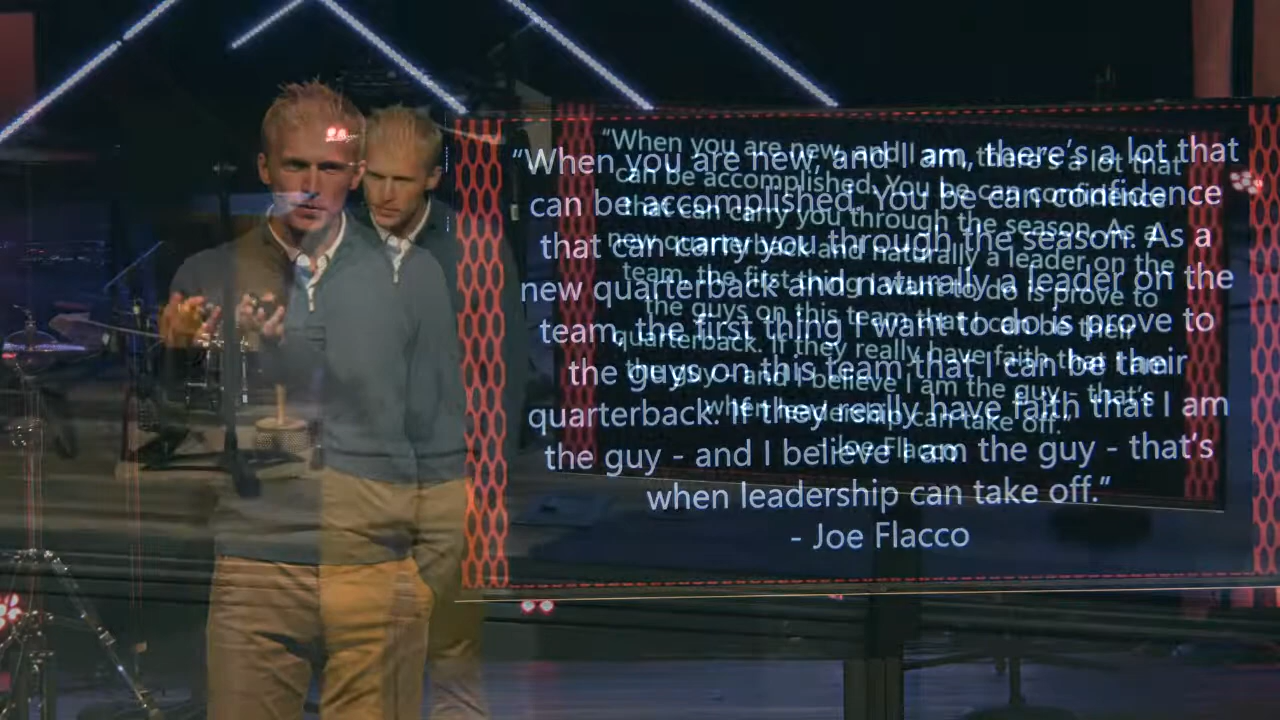 “When you are new, and I am, there’s a lot that
can be accomplished. You be can confidence
that can carry you through the season. As a
new quarterback and naturally a leader on the
team, the first thing I want to do is prove to
the guys on this team that I can be their
quarterback. If they really have faith that I am
the guy - and I believe I am the guy - that’s
when leadership can take off.”
- Joe Flacco